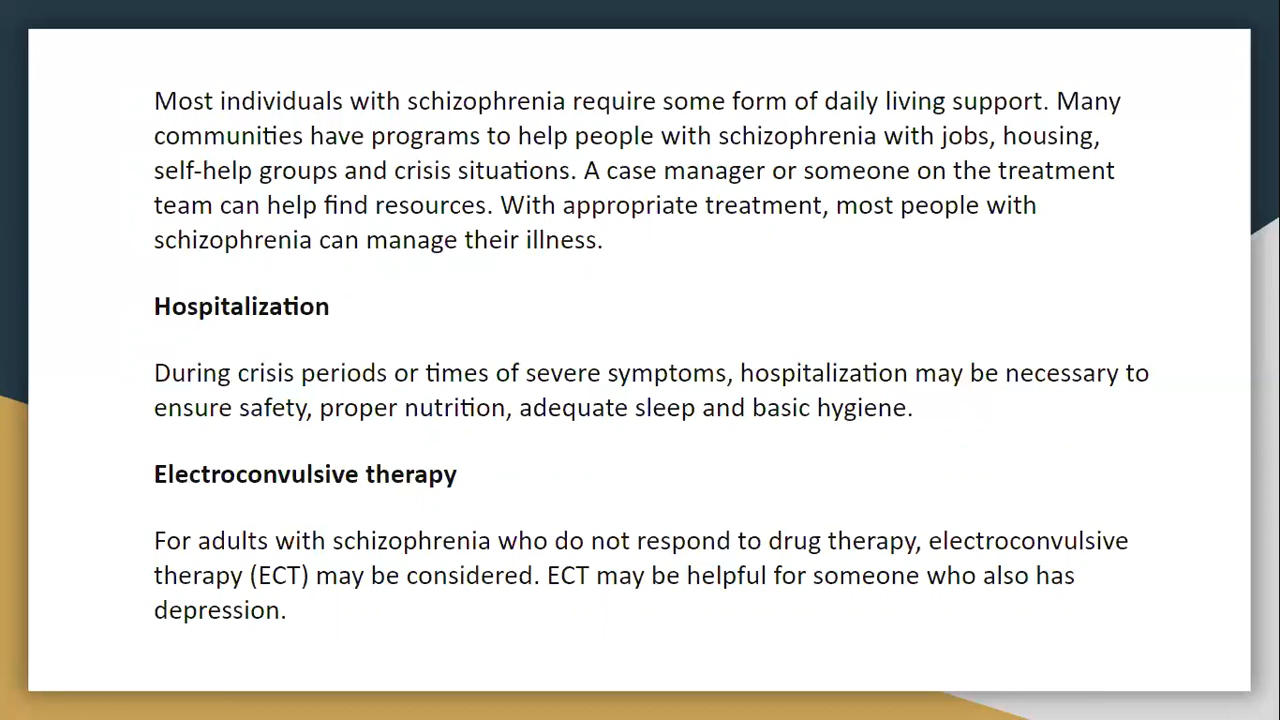 Most individuals with schizophrenia require some form of daily living support. Many
communities have programs to help people with schizophrenia with jobs, housing,
self-help groups and crisis situations. A case manager or someone on the treatment
team can help find resources. With appropriate treatment, most people with
schizophrenia can manage their illness.
Hospitalization
During crisis periods or times of severe symptoms, hospitalization may be necessary to
ensure safety, proper nutrition, adequate sleep and basic hygiene.
Electroconvulsive therapy
For adults with schizophrenia who do not respond to drug therapy, electroconvulsive
therapy (ECT) may be considered. ECT may be helpful for someone who also has
depression.